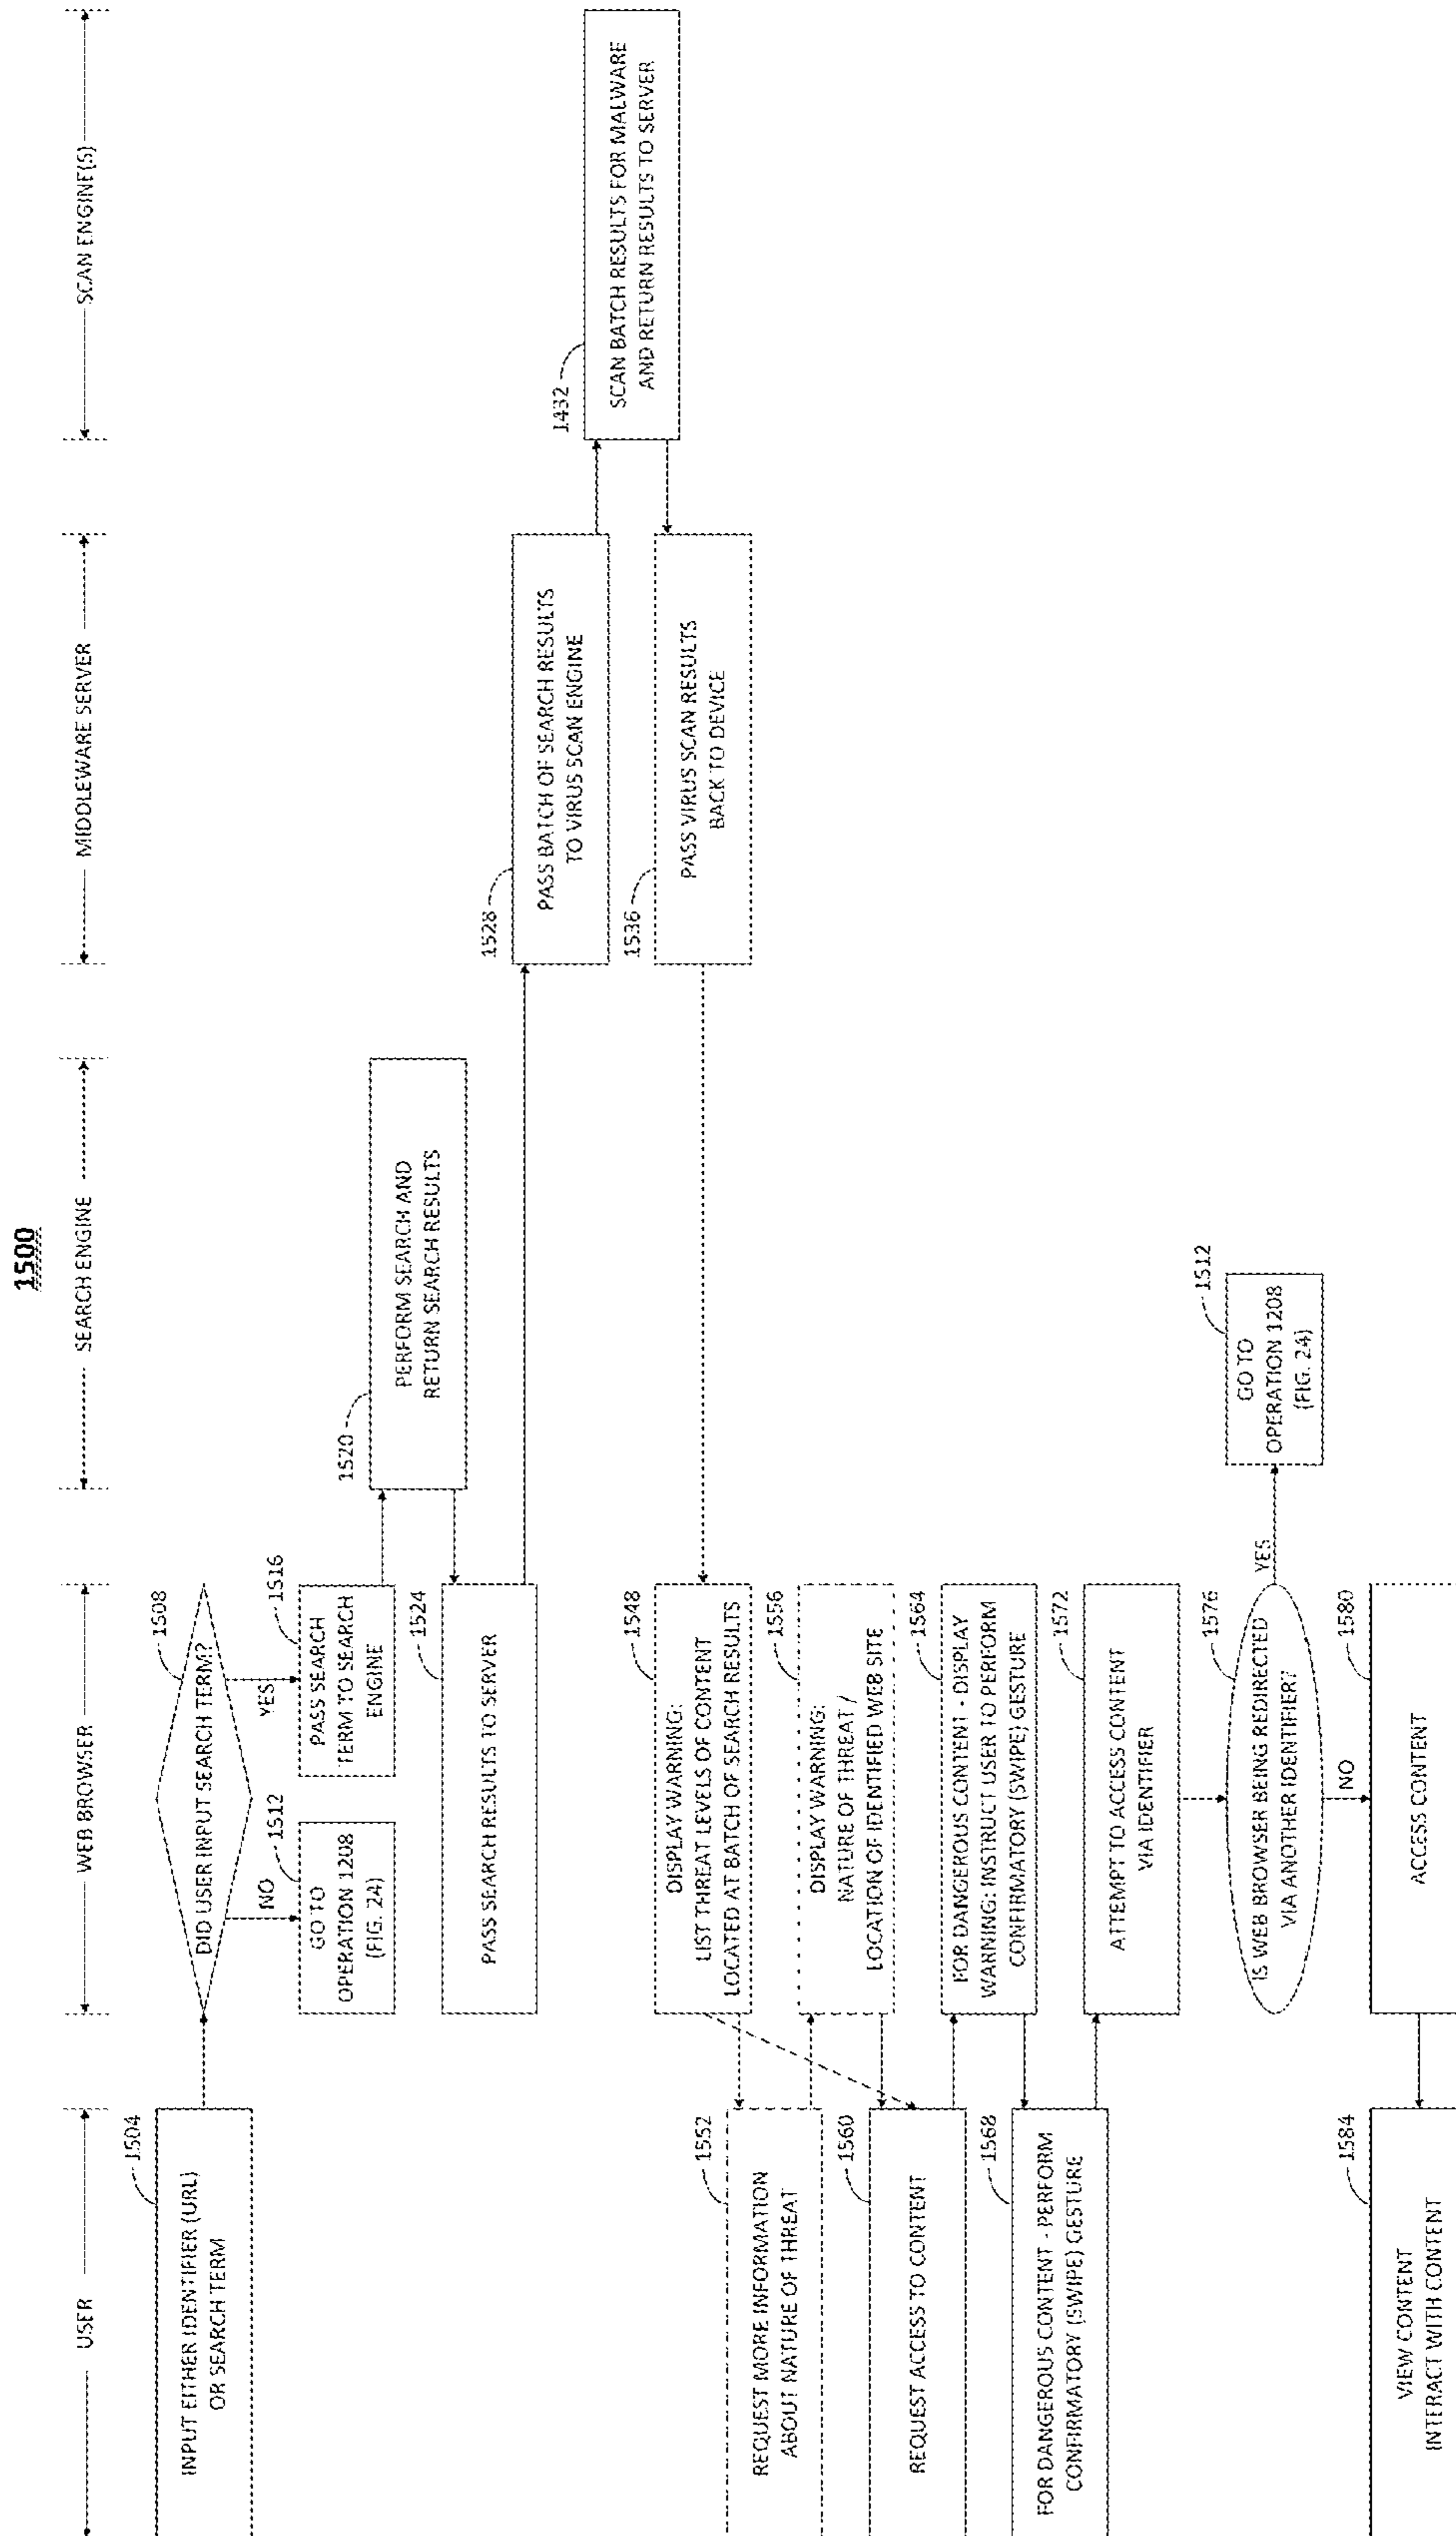 1500
USER
WEB BROWSER
SEARCH ENGINE
MIDDLEWARE SERVER
SCAN ENGINE(S)
1504
INPUT EITHER IDENTIFIER (URL)
OR SEARCH TERM
1508
DID USER INPUT SEARCH TERM?
NO
YES
1512
GO TO
OPERATION 1208
(FIG. 24)
1516
PASS SEARCH
TERM TO SEARCH
ENGINE
1520
PERFORM SEARCH AND
RETURN SEARCH RESULTS
1524
PASS SEARCH RESULTS TO SERVER
1528
PASS BATCH OF SEARCH RESULTS
TO VIRUS SCAN ENGINE
1432
SCAN BATCH RESULTS FOR MALWARE
AND RETURN RESULTS TO SERVER
1536
PASS VIRUS SCAN RESULTS
BACK TO DEVICE
1548
DISPLAY WARNING:
LIST THREAT LEVELS OF CONTENT
LOCATED AT BATCH OF SEARCH RESULTS
1552
REQUEST MORE INFORMATION
ABOUT NATURE OF THREAT
1556
DISPLAY WARNING:
NATURE OF THREAT /
LOCATION OF IDENTIFIED WEB SITE
1560
REQUEST ACCESS TO CONTENT
1564
FOR DANGEROUS CONTENT - DISPLAY
WARNING: INSTRUCT USER TO PERFORM
CONFIRMATORY (SWIPE) GESTURE
1568
FOR DANGEROUS CONTENT - PERFORM
CONFIRMATORY (SWIPE) GESTURE
1572
ATTEMPT TO ACCESS CONTENT
VIA IDENTIFIER
1576
IS WEB BROWSER BEING REDIRECTED
VIA ANOTHER IDENTIFIER?
YES
1512
GO TO
OPERATION 1208
(FIG. 24)
NO
1580
ACCESS CONTENT
1584
VIEW CONTENT
INTERACT WITH CONTENT